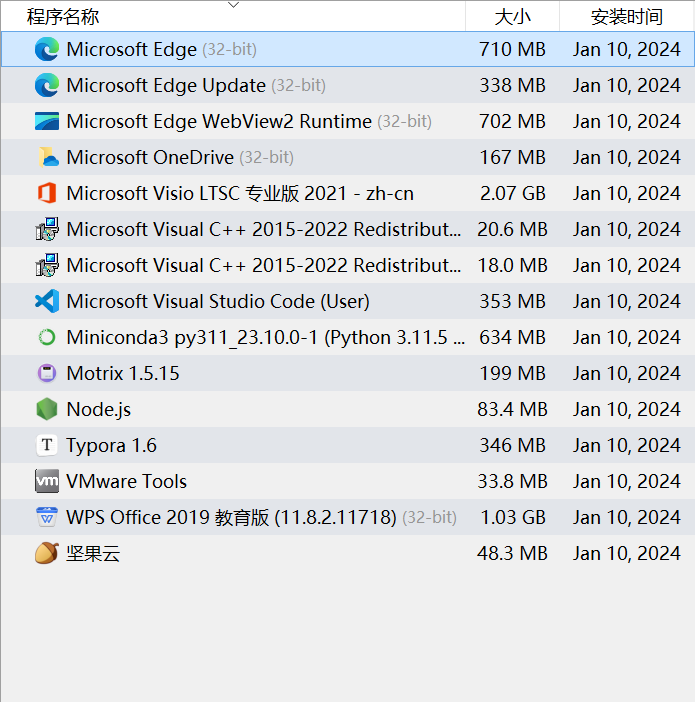 程序名称 大小 安装时间
Microsoft Edge (32-bit) 710 MB Jan 10, 2024
Microsoft Edge Update (32-bit) 338 MB Jan 10, 2024
Microsoft Edge WebView2 Runtime (32-bit) 702 MB Jan 10, 2024
Microsoft OneDrive (32-bit) 167 MB Jan 10, 2024
Microsoft Visio LTSC 专业版 2021 - zh-cn 2.07 GB Jan 10, 2024
Microsoft Visual C++ 2015-2022 Redistribut... 20.6 MB Jan 10, 2024
Microsoft Visual C++ 2015-2022 Redistribut... 18.0 MB Jan 10, 2024
Microsoft Visual Studio Code (User) 353 MB Jan 10, 2024
Miniconda3 py311_23.10.0-1 (Python 3.11.5 ... 634 MB Jan 10, 2024
Motrix 1.5.15 199 MB Jan 10, 2024
Node.js 83.4 MB Jan 10, 2024
T Typora 1.6 346 MB Jan 10, 2024
vm VMware Tools 33.8 MB Jan 10, 2024
W WPS Office 2019 教育版 (11.8.2.11718) (32-bit) 1.03 GB Jan 10, 2024
坚果云 48.3 MB Jan 10, 2024